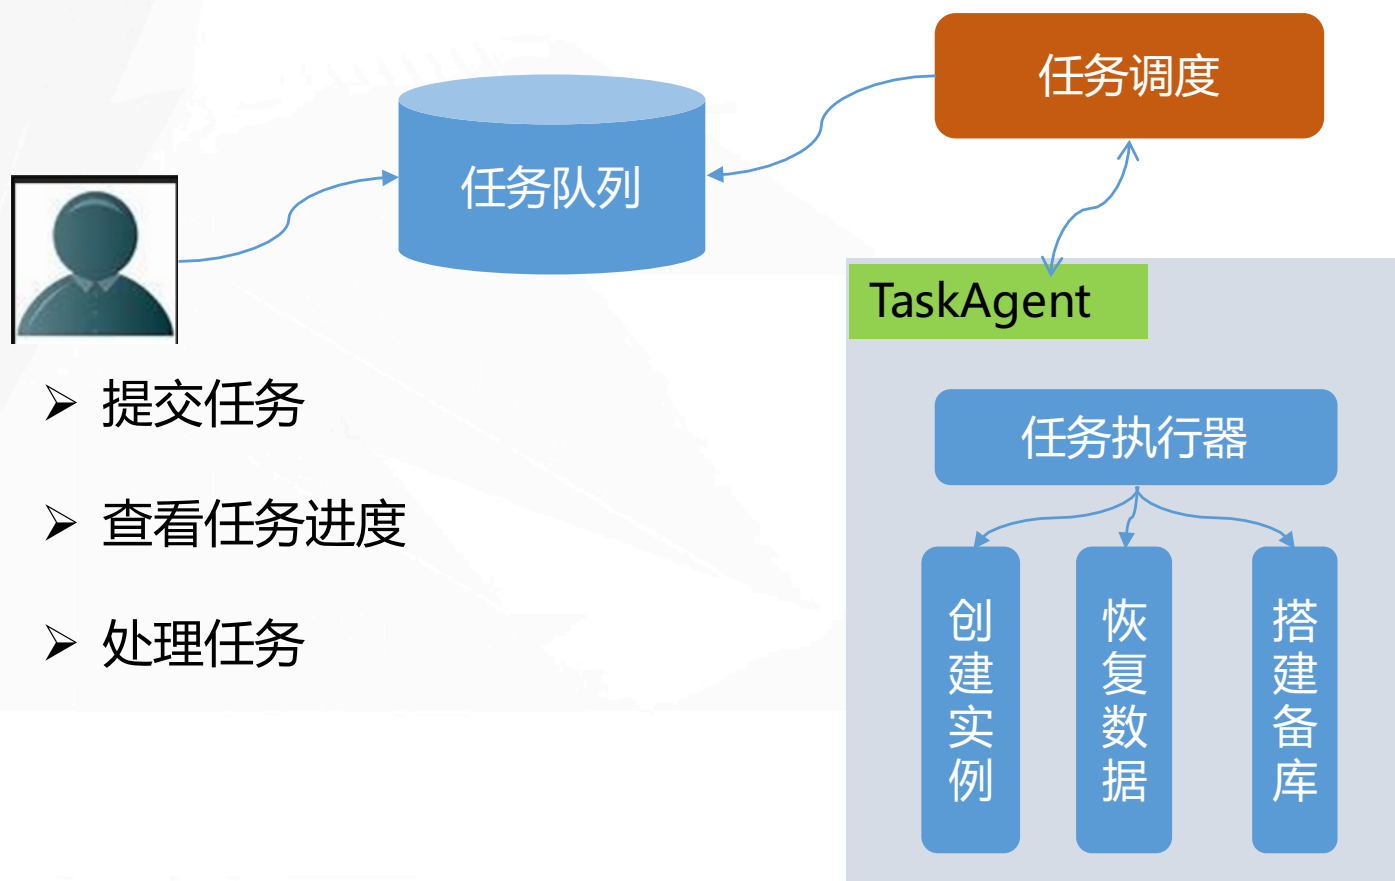 任务调度
任务队列
TaskAgent
提交任务
查看任务进度
处理任务
任务执行器
创建实例
恢复数据
搭建备库